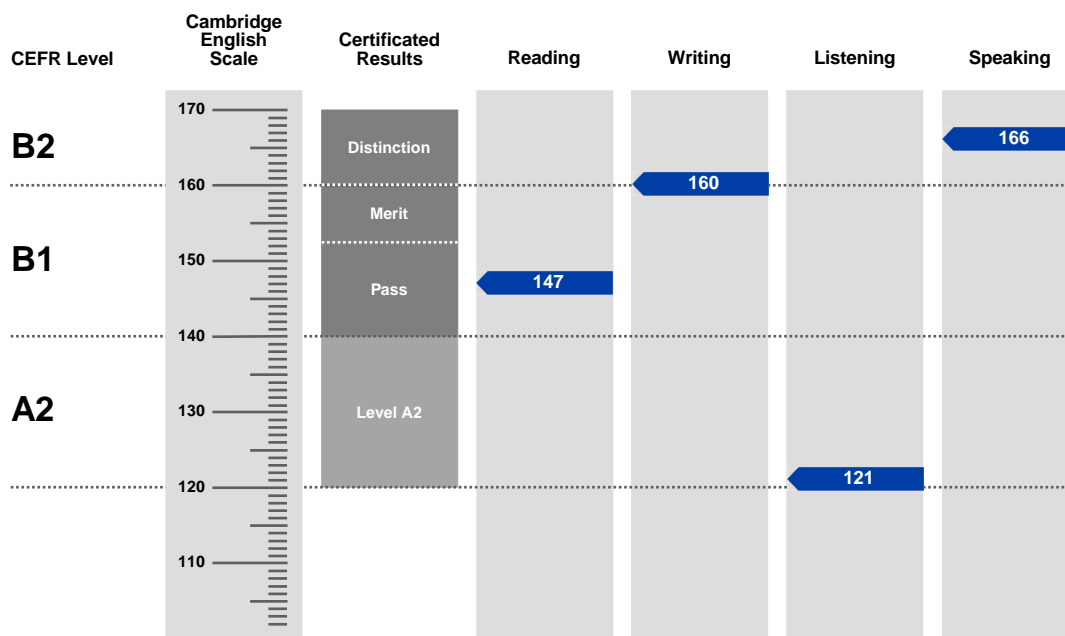 CEFR Level
Cambridge
English
Scale
Certificated
Results
Reading
Writing
Listening
Speaking
170
B2
Distinction
166
160
160
Merit
B1
150
147
Pass
140
A2
130
Level A2
120
121
110